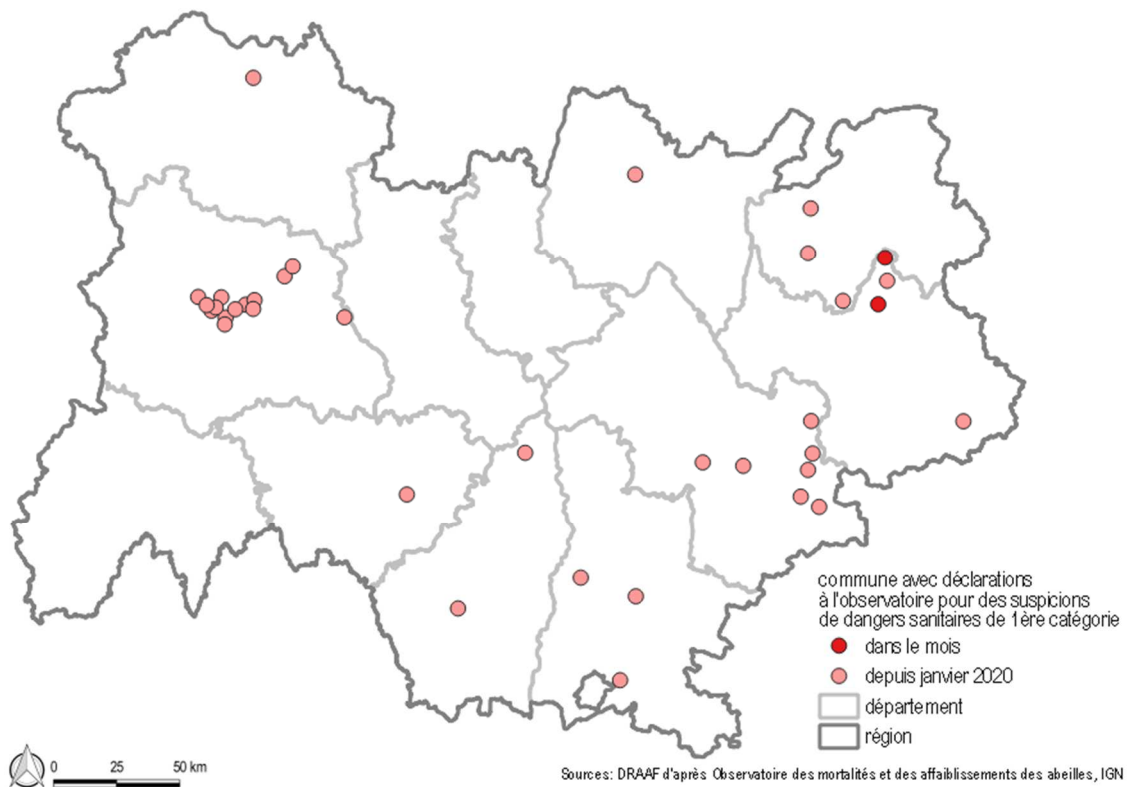 commune avec déclarations
à l'observatoire pour des suspicions
de dangers sanitaires de 1ère catégorie
dans le mois
depuis janvier 2020
département
région
0 25 50 km
Sources: DRAAF d'après Observatoire des mortalités et des affaiblissements des abeilles, IGN